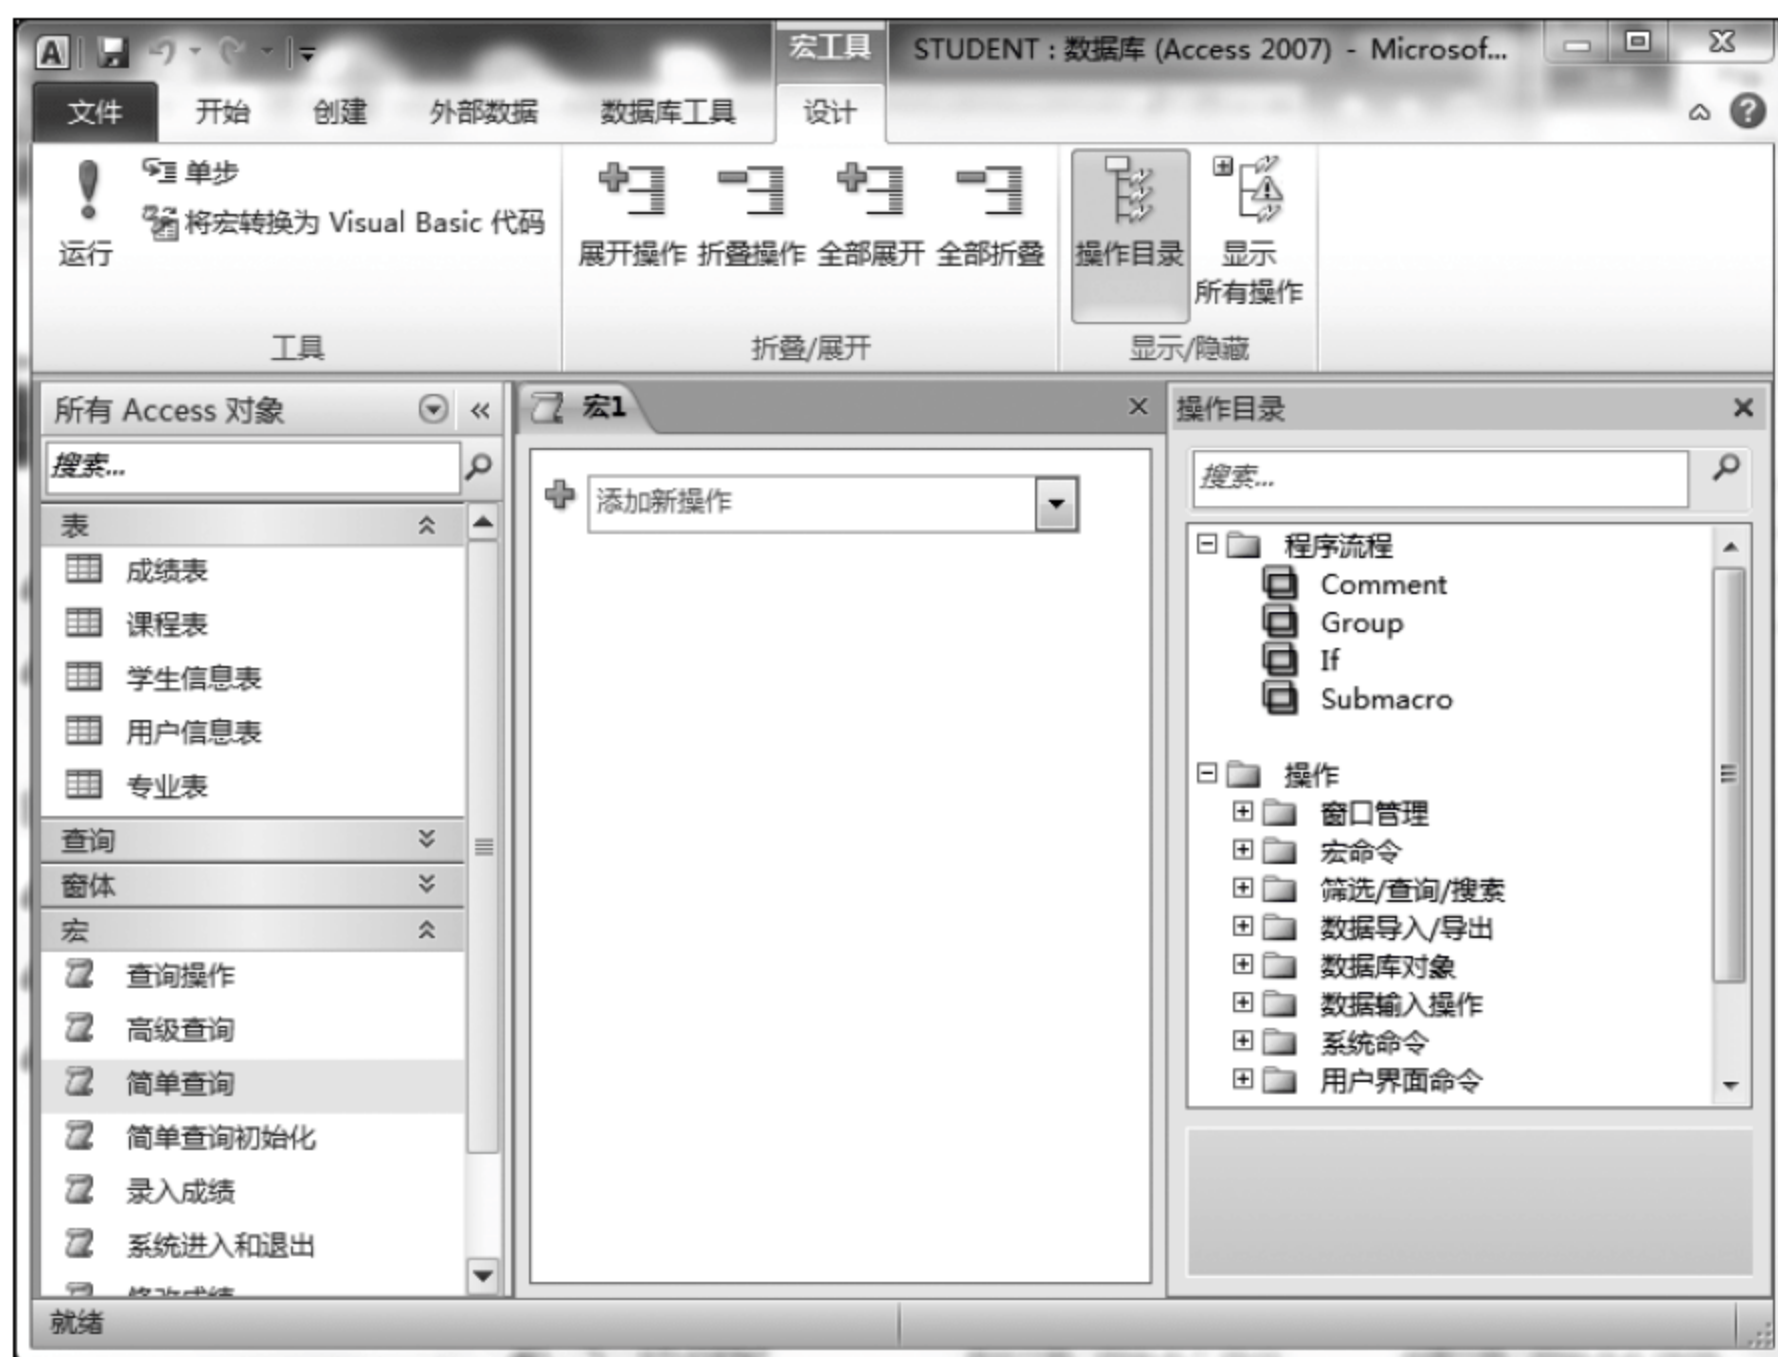 宏工具 STUDENT : 数据库 (Access 2007) - Microsof...
文件 开始 创建 外部数据 数据库工具 设计
运行
单步
将宏转换为 Visual Basic 代码
工具
展开操作 折叠操作 全部展开 全部折叠
折叠/展开
操作目录
显示
所有操作
显示/隐藏
所有 Access 对象
搜索...
表
成绩表
课程表
学生信息表
用户信息表
专业表
查询
窗体
宏
查询操作
高级查询
简单查询
简单查询初始化
录入成绩
系统进入和退出
宏1
添加新操作
操作目录
搜索...
程序流程
Comment
Group
If
Submacro
操作
窗口管理
宏命令
筛选/查询/搜索
数据导入/导出
数据库对象
数据输入操作
系统命令
用户界面命令
就绪